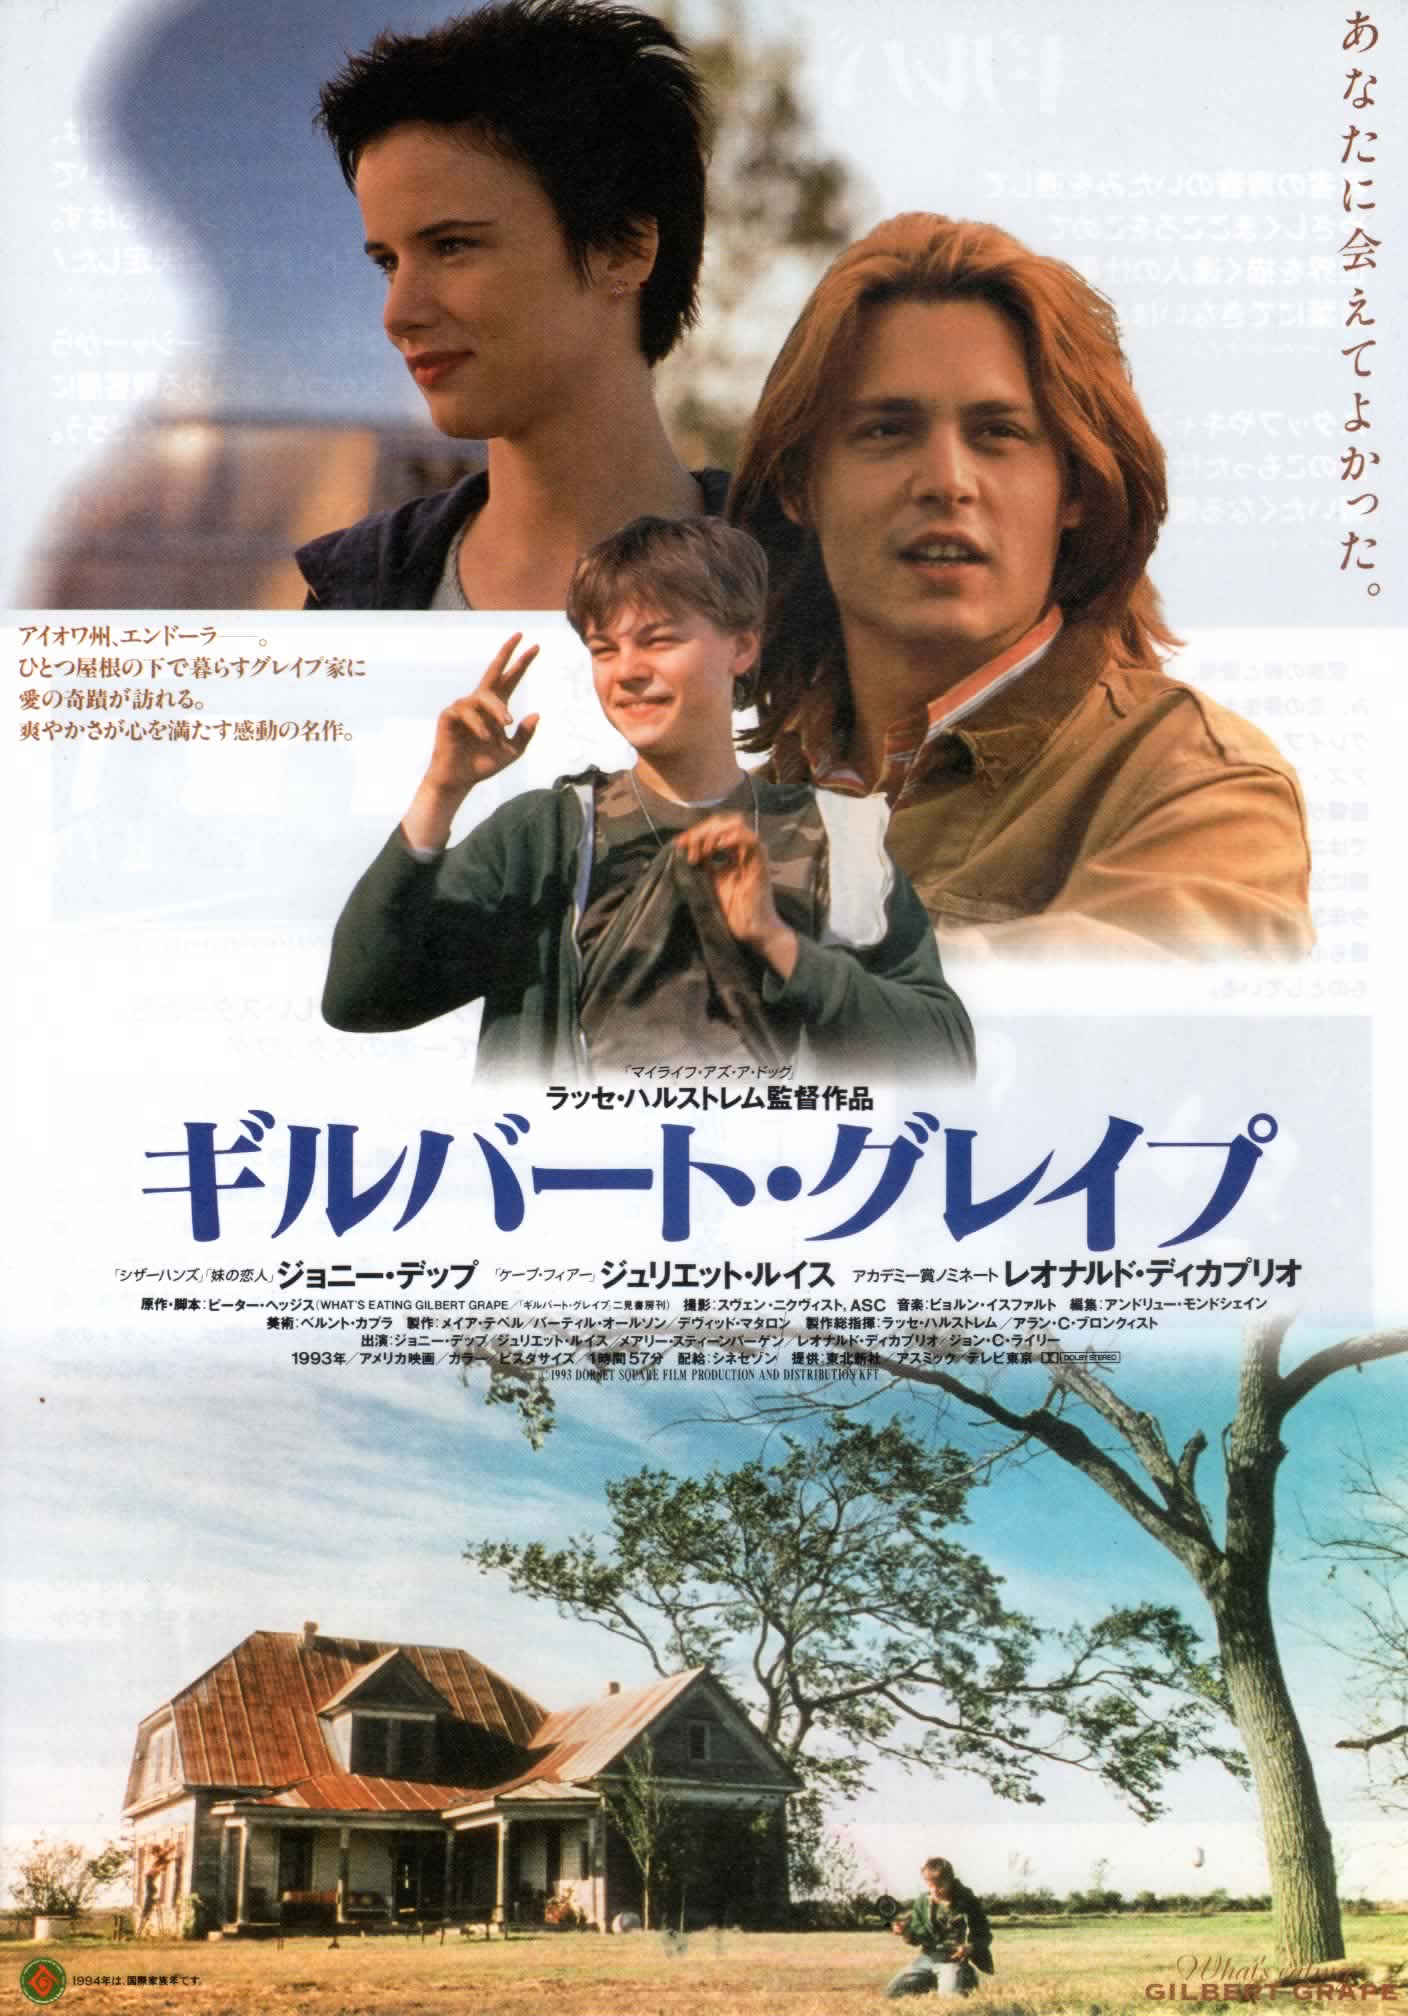 あなたに会えてよかった。
アイオワ州、エンドーラ──。
ひとつ屋根の下で暮らすグレイプ家に
愛の奇蹟が訪れる。
爽やかさが心を満たす感動の名作。
「マイライフ・アズ・ア・ドッグ」
ラッセ・ハルストレム監督作品
ギルバート・グレイプ
「シザーハンズ」「妹の恋人」ジョニー・デップ 「ケープ・フィアー」ジュリエット・ルイス アカデミー賞ノミネート レオナルド・ディカプリオ
原作・脚本:ピーター・ヘッジス(WHAT'S EATING GILBERT GRAPE/「ギルバート・グレイプ」二見書房刊) 撮影:スヴェン・ニクヴィスト, ASC 音楽:ビョルン・イスファルト 編集:アンドリュー・モンドシェイン
美術:ベルント・カプラ 製作:メイア・テペル/バーティル・オールソン/デヴィッド・マタロン 製作総指揮:ラッセ・ハルストレム/アラン・C・ブロンクィスト
出演:ジョニー・デップ/ジュリエット・ルイス/メアリー・スティーンバーゲン/レオナルド・ディカプリオ/ジョン・C・ライリー
1993年/アメリカ映画/カラー/ビスタサイズ/1時間57分 配給:シネセゾン 提供:東北新社/アスミック/テレビ東京 DOLBY STEREO
©1993 DORSET SQUARE FILM PRODUCTION AND DISTRIBUTION KFT
1994年は、国際家族年です。
What's eating
GILBERT GRAPE